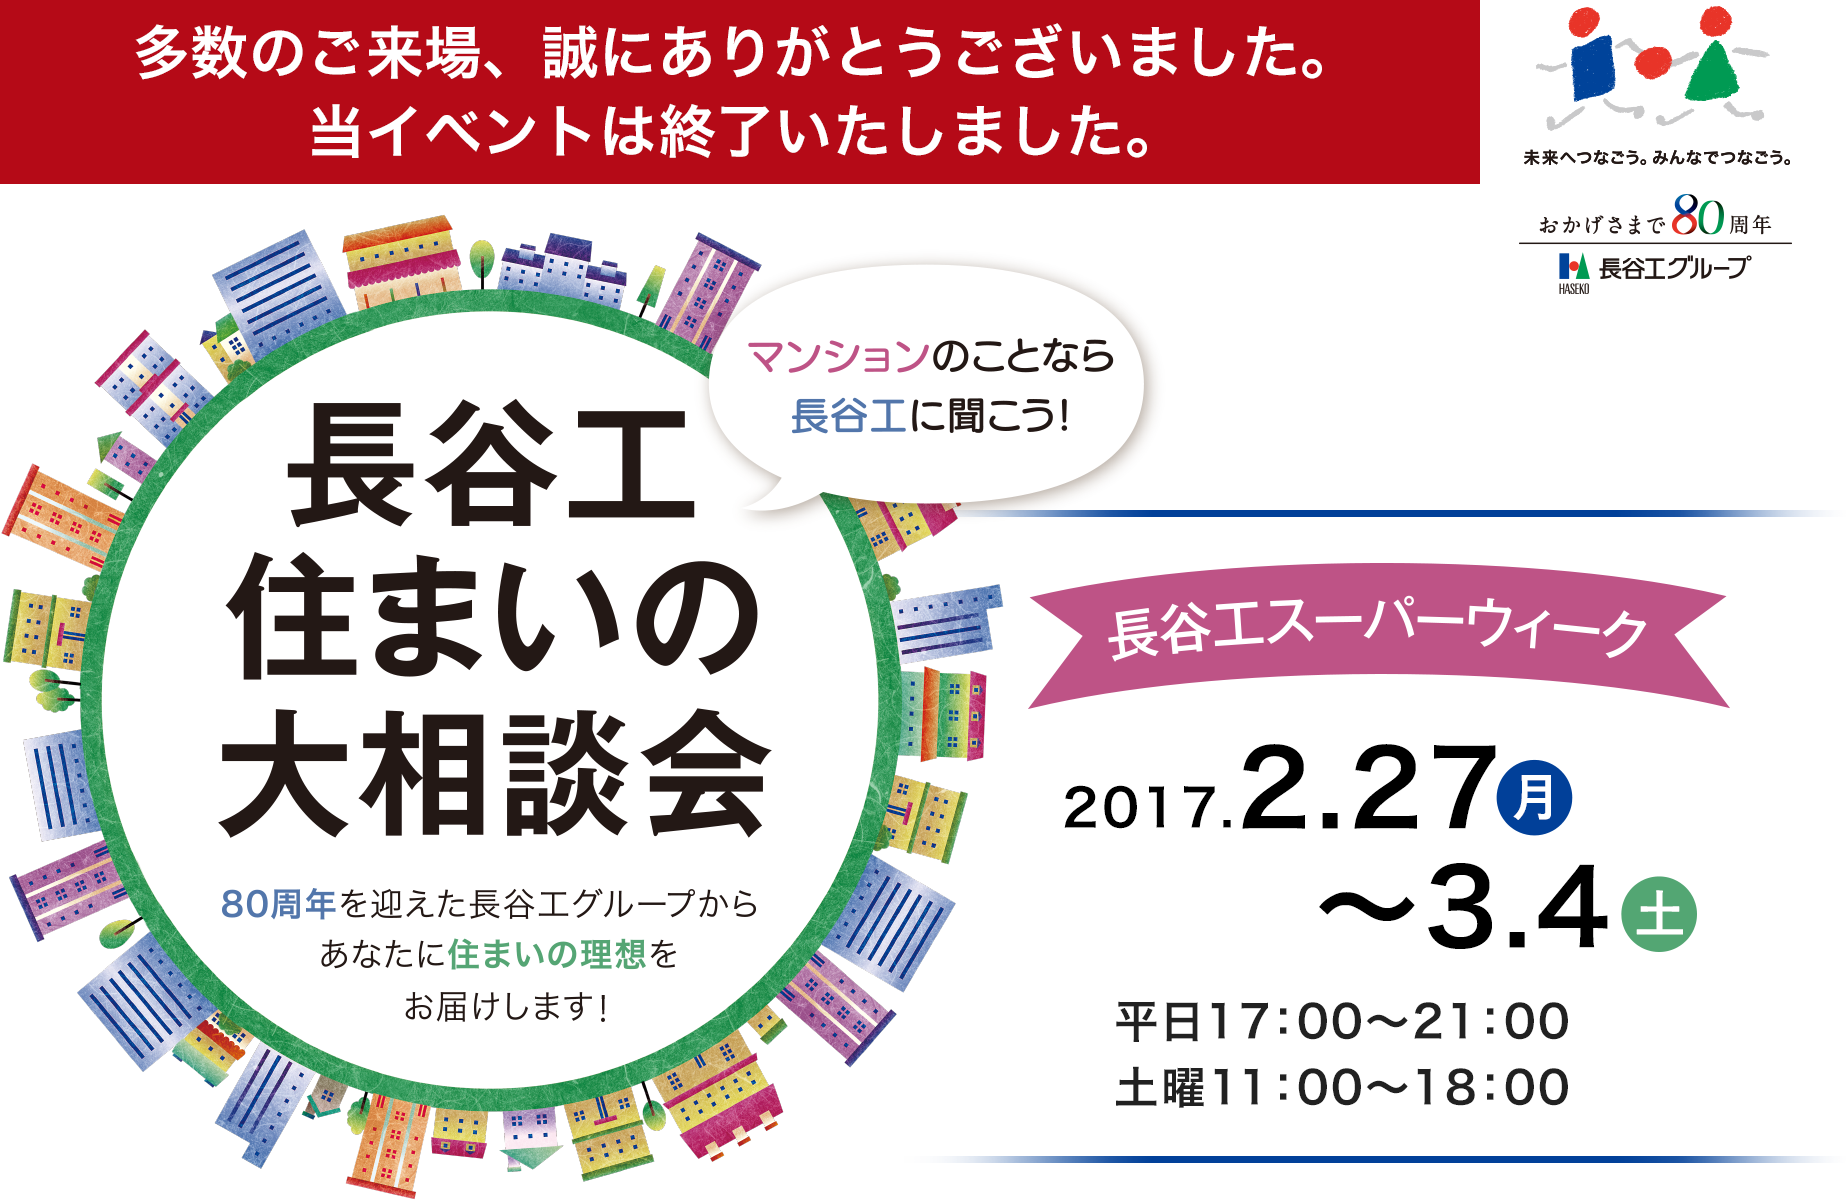 多数のご来場、誠にありがとうございました。
当イベントは終了いたしました。
未来へつなごう。みんなでつなごう。
おかげさまで80周年
HASEKO
長谷工グループ
マンションのことなら
長谷工に聞こう!
長谷工
住まいの
大相談会
80周年を迎えた長谷工グループから
あなたに住まいの理想を
お届けします!
長谷工スーパーウィーク
2017.2.27月
〜3.4土
平日17:00〜21:00
土曜11:00〜18:00